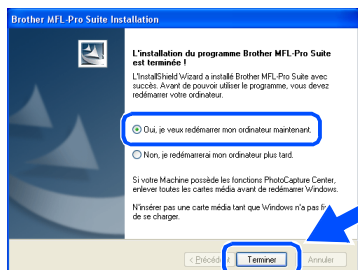 Brother MFL-Pro Suite Installation
L'installation du programme Brother MFL-Pro Suite
est terminée !
L'InstallShield Wizard a installé Brother MFL-Pro Suite avec
succès. Avant de pouvoir utiliser le programme, vous devez
redémarrer votre ordinateur.
Oui, je veux redémarrer mon ordinateur maintenant.
Non, je redémarrerai mon ordinateur plus tard.
Si votre Machine possède les fonctions PhotoCapture Center,
enlever toutes les cartes média avant de redémarrer Windows.
N'insérer pas une carte média tant que Windows n'a pas
de se charger.
< Précédent Terminer Annuler